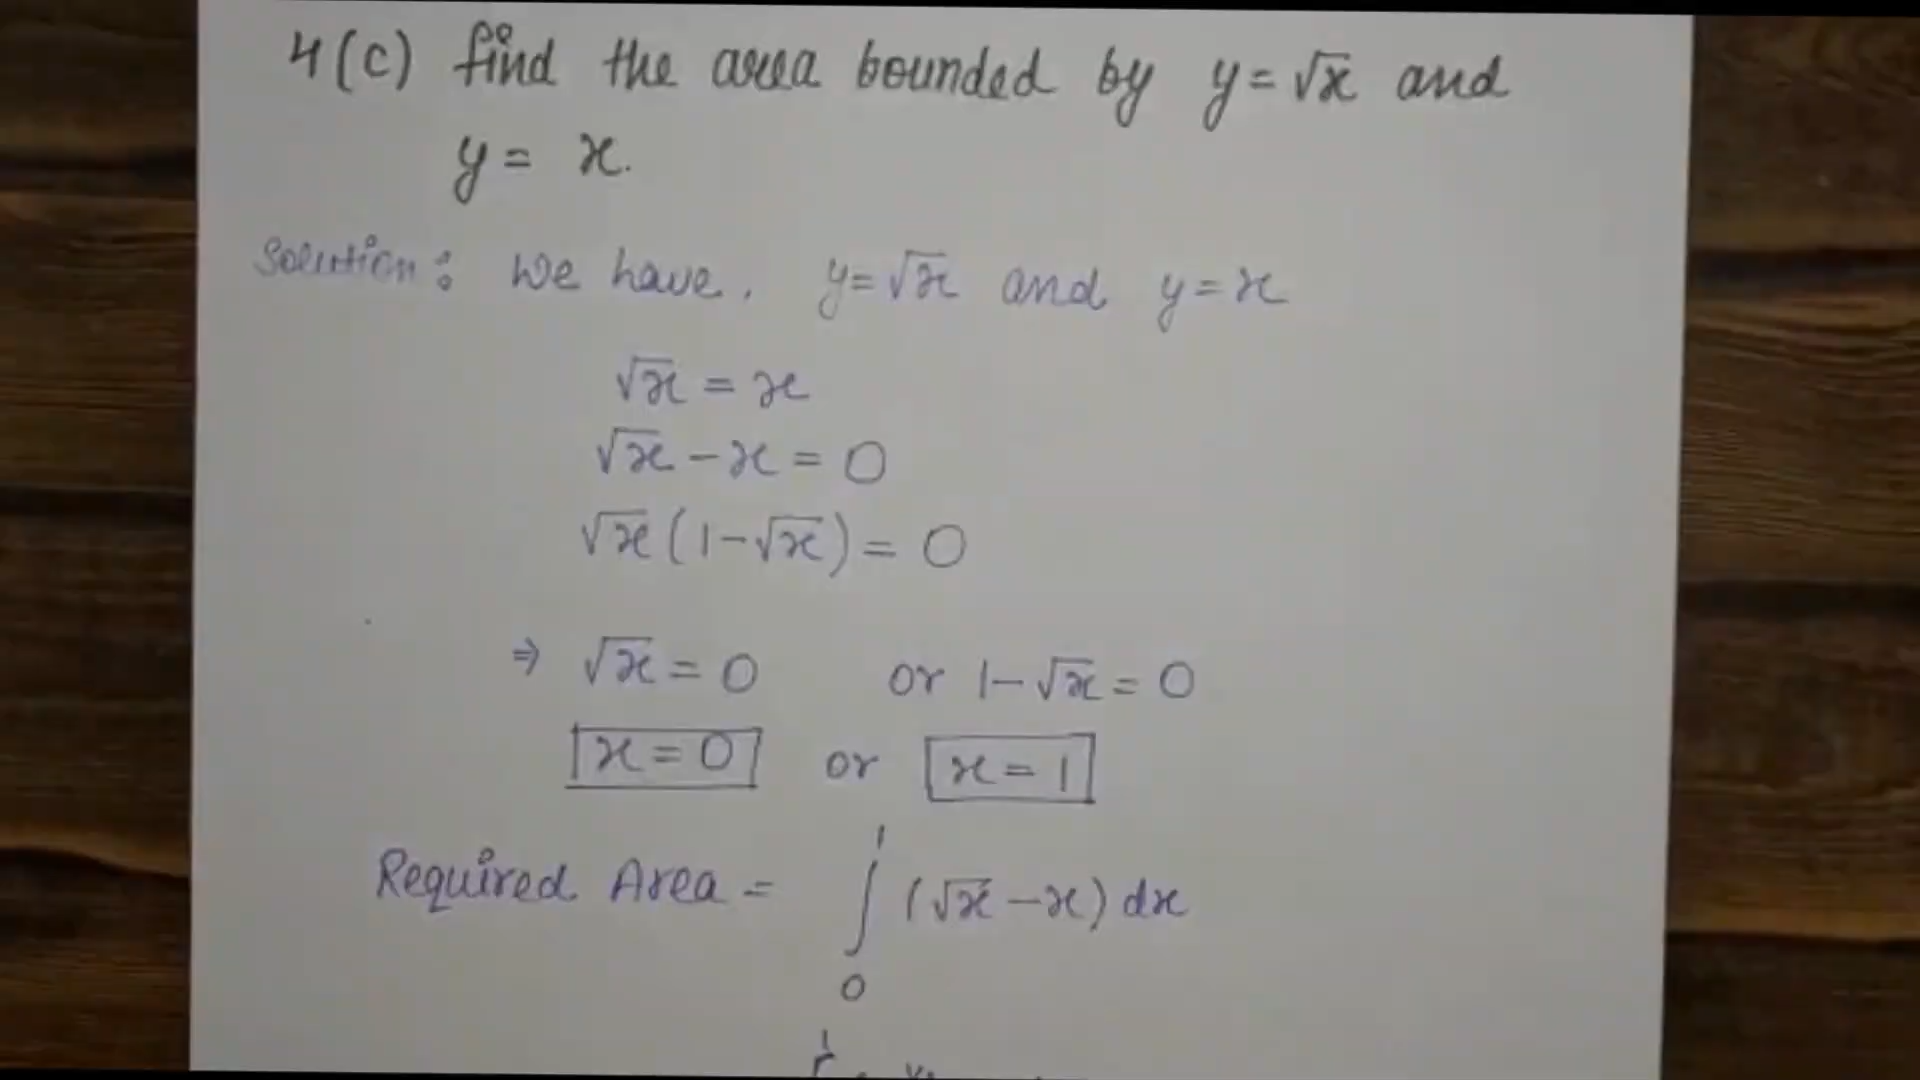 4(c) find the area bounded by y=√x and
y = x.
Solution: We have, y=√x and y=x
√x = x
√x - x = 0
√x (1-√x) = 0
⇒ √x = 0 or 1-√x = 0
x = 0 or x = 1
Required Area = ∫₀¹ (√x - x) dx